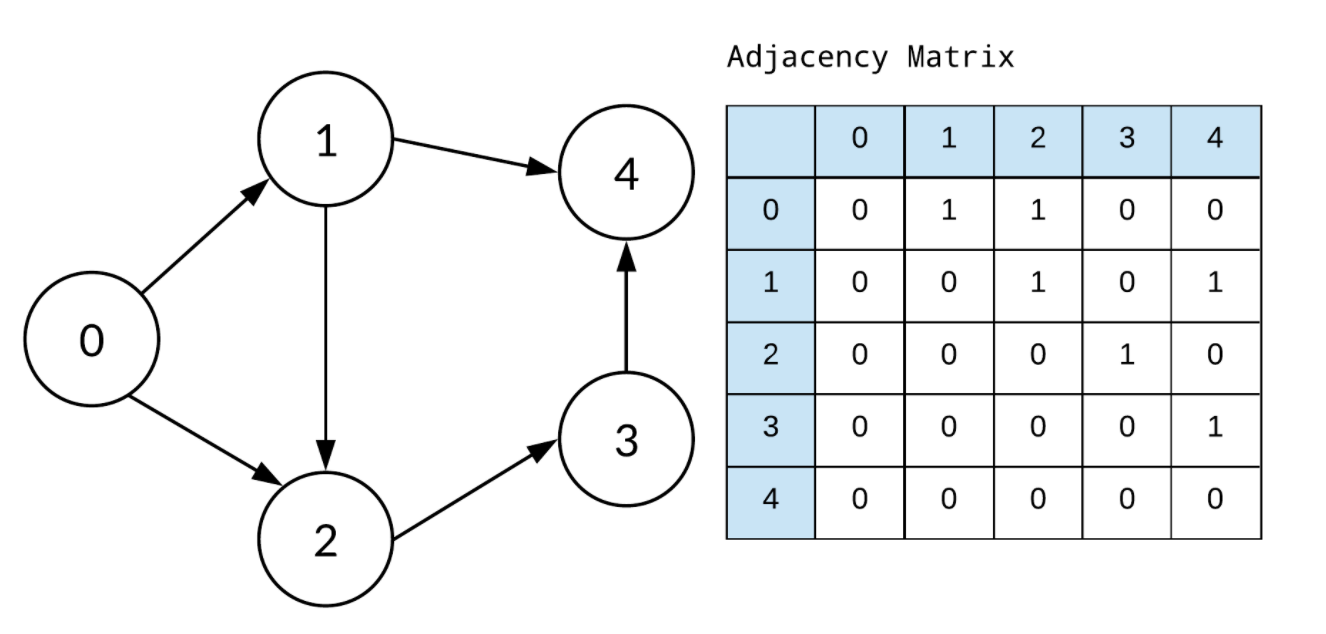 1
4
0
3
2
Adjacency Matrix
0 1 2 3 4
0 0 1 1 0 0
1 0 0 1 0 1
2 0 0 0 1 0
3 0 0 0 0 1
4 0 0 0 0 0